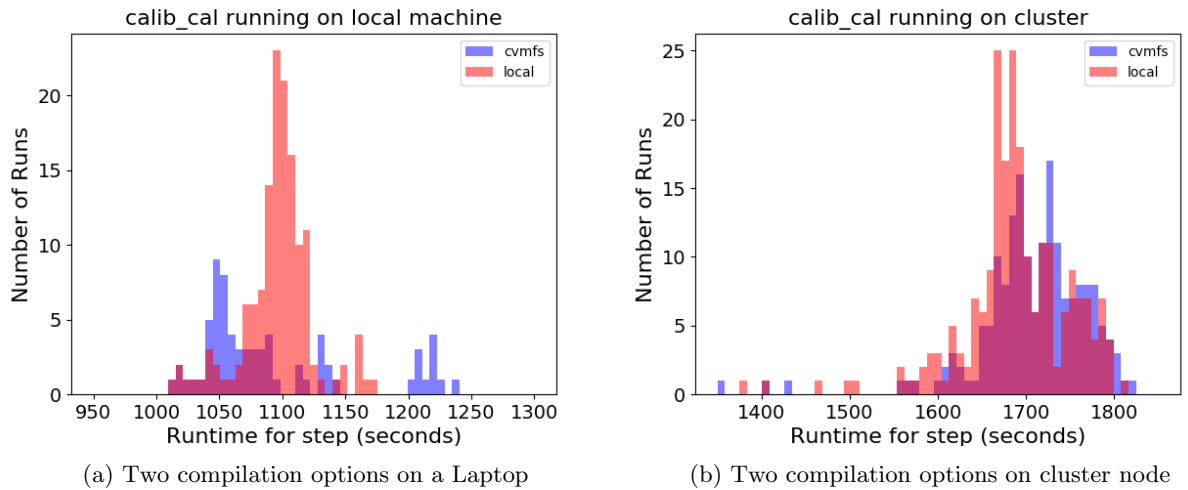 calib_cal running on local machine
cvmfs
local
Number of Runs
20
15
10
5
0
950 1000 1050 1100 1150 1200 1250 1300
Runtime for step (seconds)
(a) Two compilation options on a Laptop
calib_cal running on cluster
cvmfs
local
Number of Runs
25
20
15
10
5
0
1400 1500 1600 1700 1800
Runtime for step (seconds)
(b) Two compilation options on cluster node